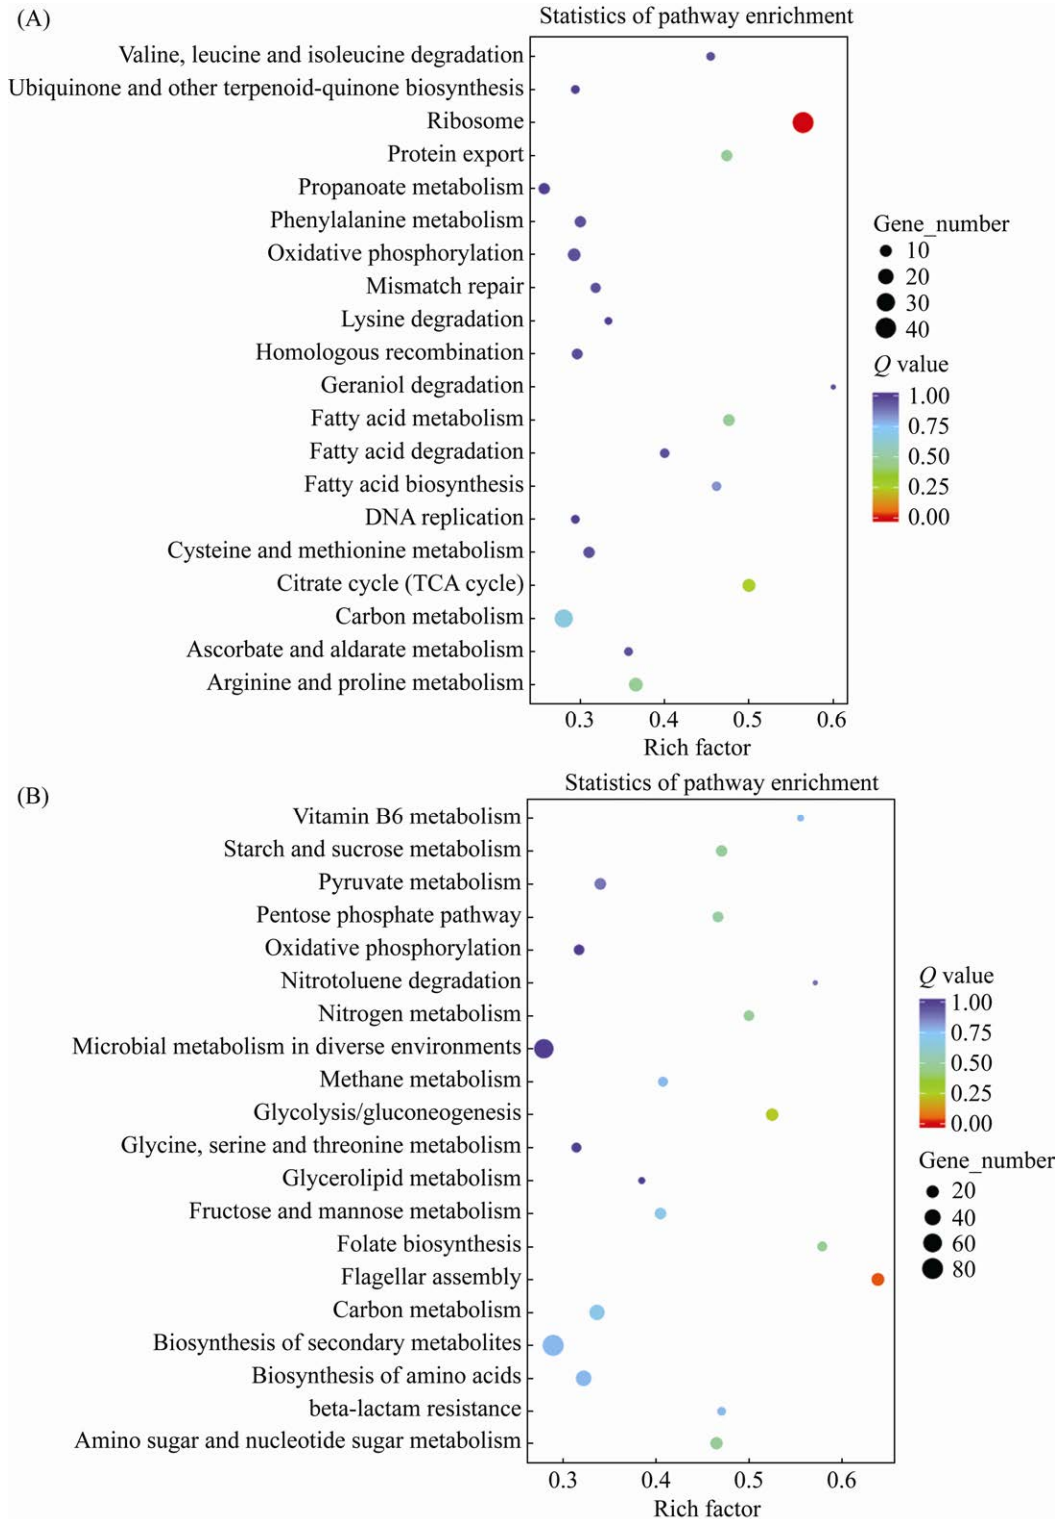 (A)
Statistics of pathway enrichment
Valine, leucine and isoleucine degradation
Ubiquinone and other terpenoid-quinone biosynthesis
Ribosome
Protein export
Propanoate metabolism
Phenylalanine metabolism
Oxidative phosphorylation
Mismatch repair
Lysine degradation
Homologous recombination
Geraniol degradation
Fatty acid metabolism
Fatty acid degradation
Fatty acid biosynthesis
DNA replication
Cysteine and methionine metabolism
Citrate cycle (TCA cycle)
Carbon metabolism
Ascorbate and aldarate metabolism
Arginine and proline metabolism
0.3 0.4 0.5 0.6
Rich factor
Gene_number
10
20
30
40
Q value
1.00
0.75
0.50
0.25
0.00
(B)
Statistics of pathway enrichment
Vitamin B6 metabolism
Starch and sucrose metabolism
Pyruvate metabolism
Pentose phosphate pathway
Oxidative phosphorylation
Nitrotoluene degradation
Nitrogen metabolism
Microbial metabolism in diverse environments
Methane metabolism
Glycolysis/gluconeogenesis
Glycine, serine and threonine metabolism
Glycerolipid metabolism
Fructose and mannose metabolism
Folate biosynthesis
Flagellar assembly
Carbon metabolism
Biosynthesis of secondary metabolites
Biosynthesis of amino acids
beta-lactam resistance
Amino sugar and nucleotide sugar metabolism
0.3 0.4 0.5 0.6
Rich factor
Q value
1.00
0.75
0.50
0.25
0.00
Gene_number
20
40
60
80